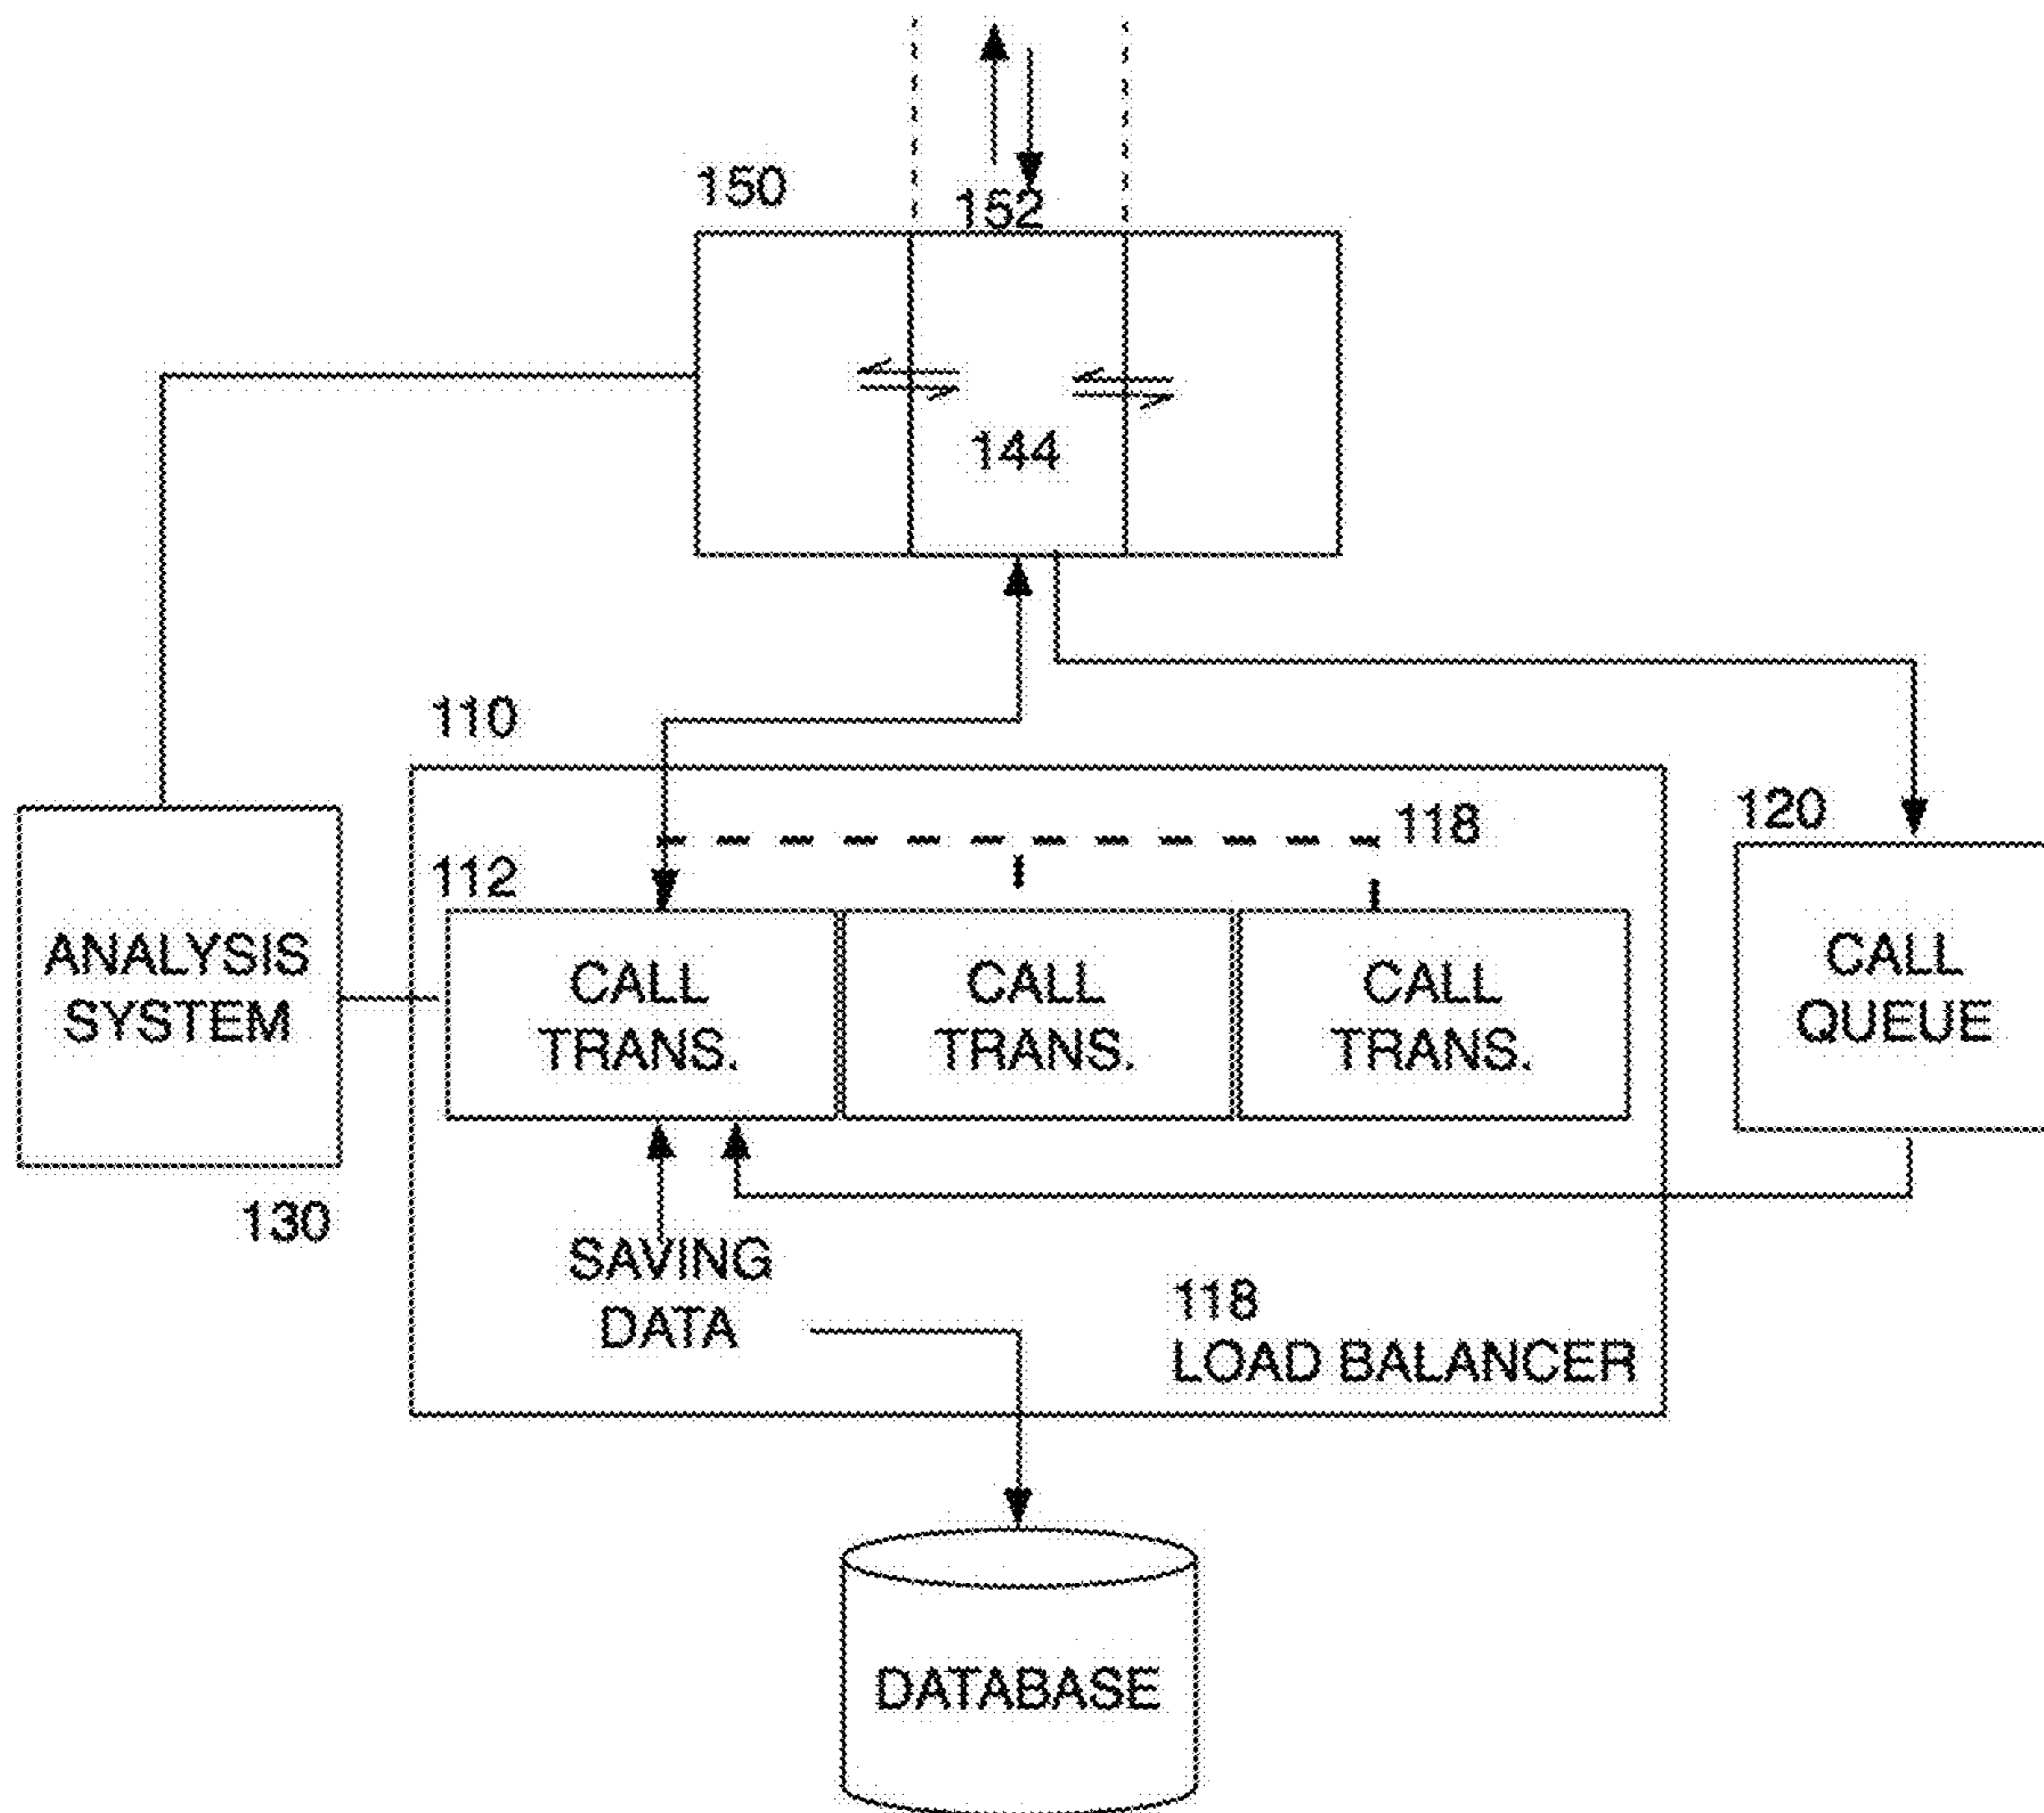 150
152
144
110
118
120
112
ANALYSIS
SYSTEM
CALL
TRANS.
CALL
TRANS.
CALL
TRANS.
CALL
QUEUE
130
SAVING
DATA
118
LOAD BALANCER
DATABASE